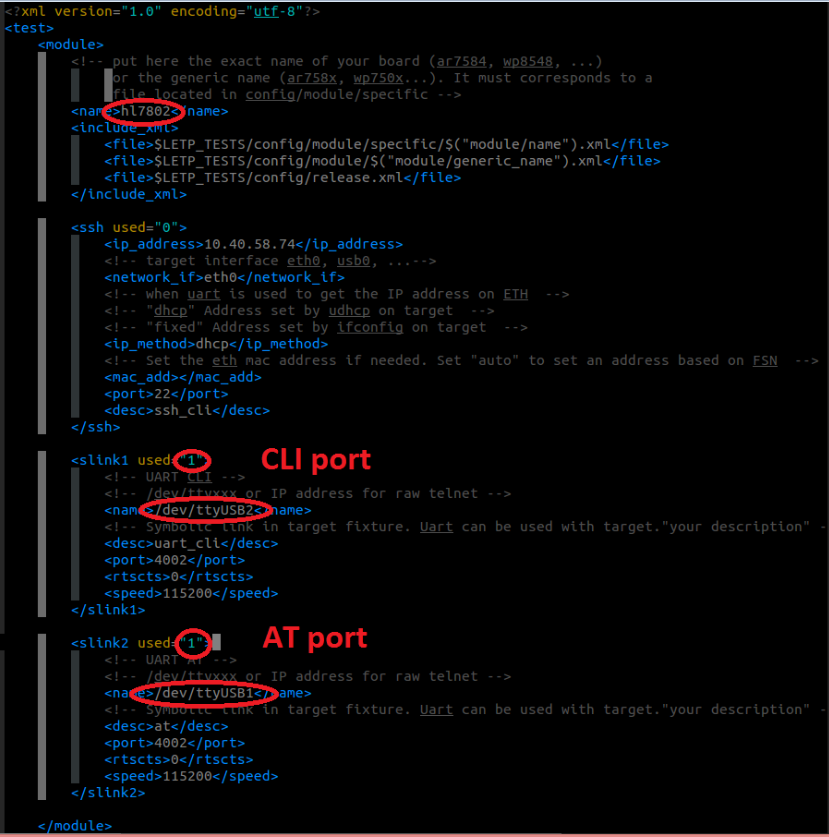 <?xml version="1.0" encoding="utf-8"?>
<test>
<module>
<!-- put here the exact name of your board (ar7584, wp8548, ...)
or the generic name (ar758x, wp750x...). It must corresponds to a
file located in config/module/specific -->
<name>hl7802</name>
<include_xml>
<file>$LETP_TESTS/config/module/specific/$("module/name").xml</file>
<file>$LETP_TESTS/config/module/$("module/generic_name").xml</file>
<file>$LETP_TESTS/config/release.xml</file>
</include_xml>
<ssh used="0">
<ip_address>10.40.58.74</ip_address>
<!-- target interface eth0, usb0, ...-->
<network_if>eth0</network_if>
<!-- when uart is used to get the IP address on ETH -->
<!-- "dhcp" Address set by udhcp on target -->
<!-- "fixed" Address set by ifconfig on target -->
<ip_method>dhcp</ip_method>
<!-- Set the eth mac address if needed. Set "auto" to set an address based on FSN -->
<mac_add></mac_add>
<port>22</port>
<desc>ssh_cli</desc>
</ssh>
<slink1 used="1"> CLI port
<!-- UART CLI -->
<!-- /dev/ttyxxx or IP address for raw telnet -->
<name>/dev/ttyUSB2</name>
<!-- Symbolic link in target fixture. Uart can be used with target."your description" -
<desc>uart_cli</desc>
<port>4002</port>
<rtscts>0</rtscts>
<speed>115200</speed>
</slink1>
<slink2 used="1"> AT port
<!-- UART AT -->
<!-- /dev/ttyxxx or IP address for raw telnet -->
<name>/dev/ttyUSB1</name>
<!-- Symbolic link in target fixture. Uart can be used with target."your description" -
<desc>at</desc>
<port>4002</port>
<rtscts>0</rtscts>
<speed>115200</speed>
</slink2>
</module>